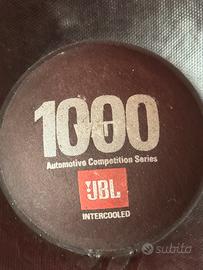 1000
Automotive Competition Series
JBL
INTERCOOLED
subito